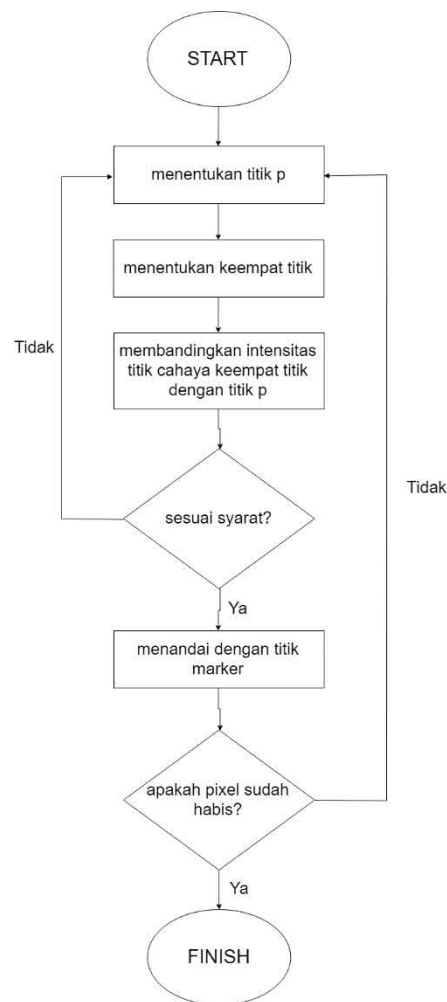 START
menentukan titik p
menentukan keempat titik
membandingkan intensitas
titik cahaya keempat titik
dengan titik p
Tidak
Tidak
sesuai syarat?
Ya
menandai dengan titik
marker
apakah pixel sudah
habis?
Ya
FINISH